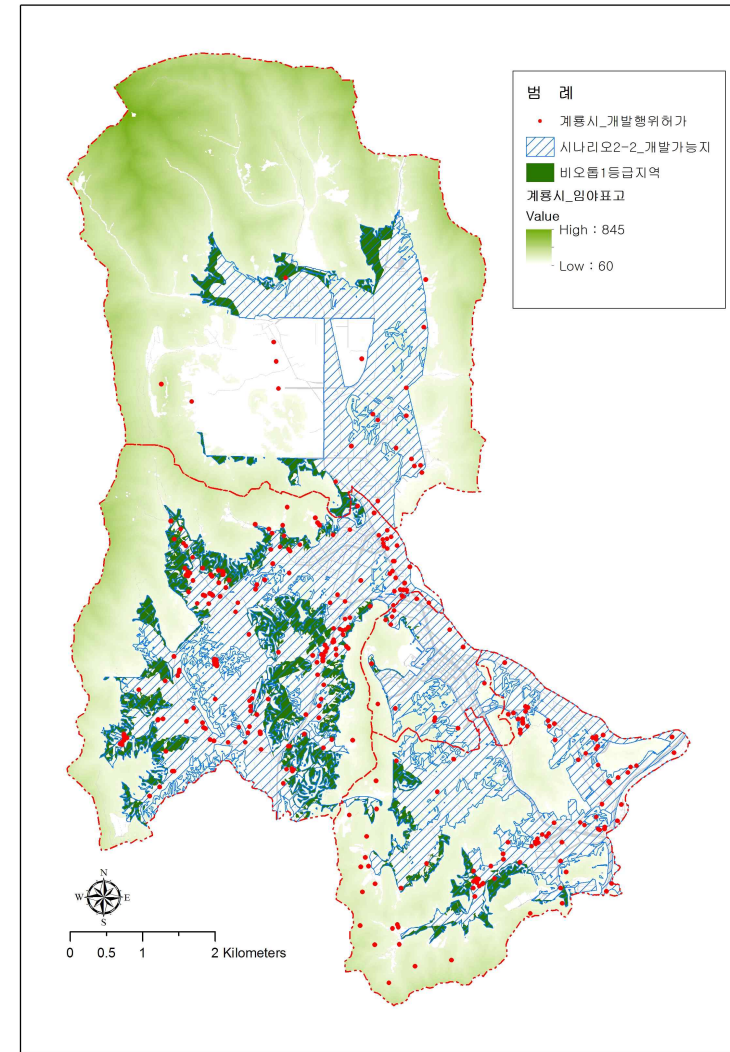 범 례
계룡시_개발행위허가
시나리오2-2_개발가능지
비오톱1등급지역
계룡시_임야표고
Value
High : 845
Low : 60
N
W E
S
0 0.5 1 2 Kilometers